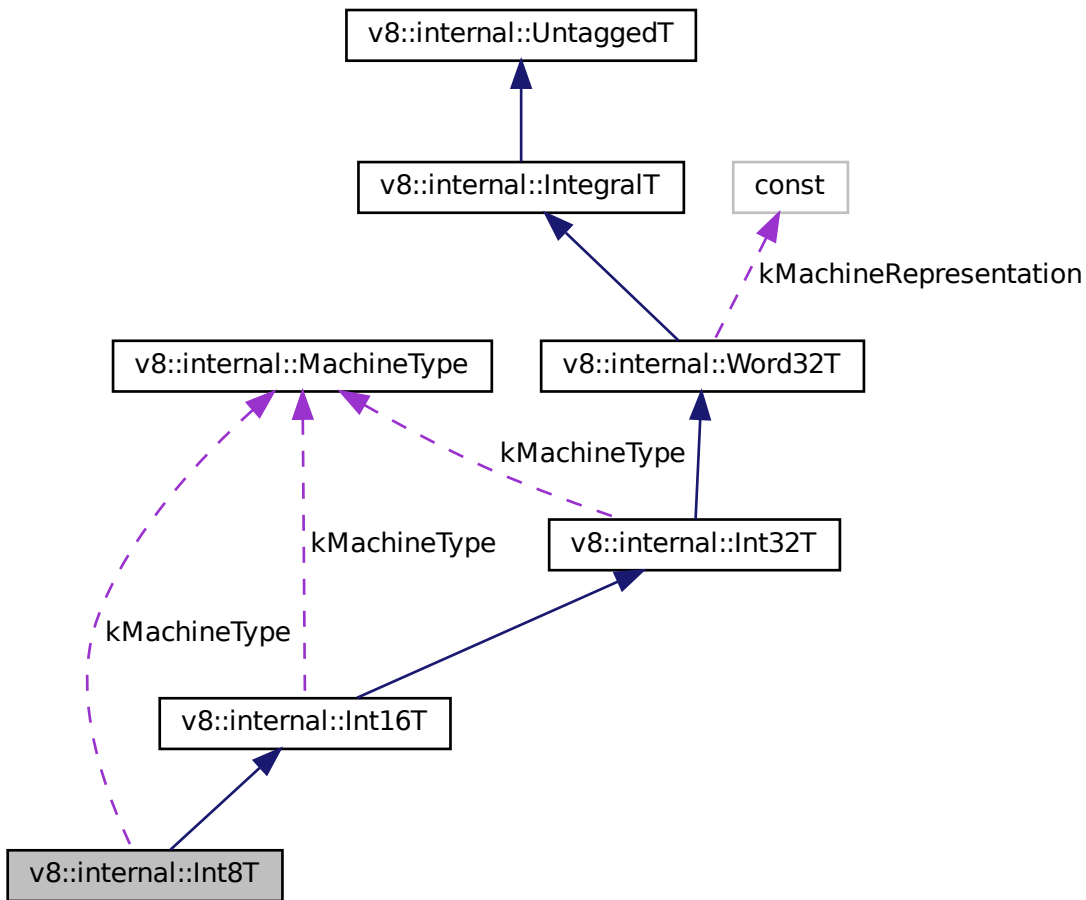 v8::internal::UntaggedT
v8::internal::IntegralT
const
kMachineRepresentation
v8::internal::MachineType
v8::internal::Word32T
kMachineType
v8::internal::Int32T
kMachineType
kMachineType
v8::internal::Int16T
v8::internal::Int8T